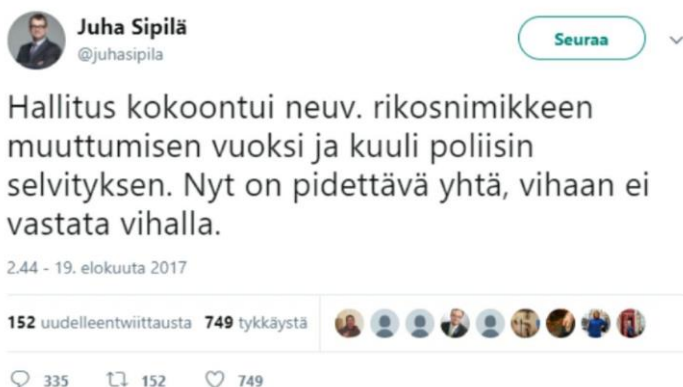 Juha Sipilä
@juhasipila
Seuraa
Hallitus kokoontui neuv. rikosnimikkeen
muuttumisen vuoksi ja kuuli poliisin
selvityksen. Nyt on pidettävä yhtä, vihaan ei
vastata vihalla.
2.44 - 19. elokuuta 2017
152 uudelleentwiittausta 749 tykkäystä
335 152 749